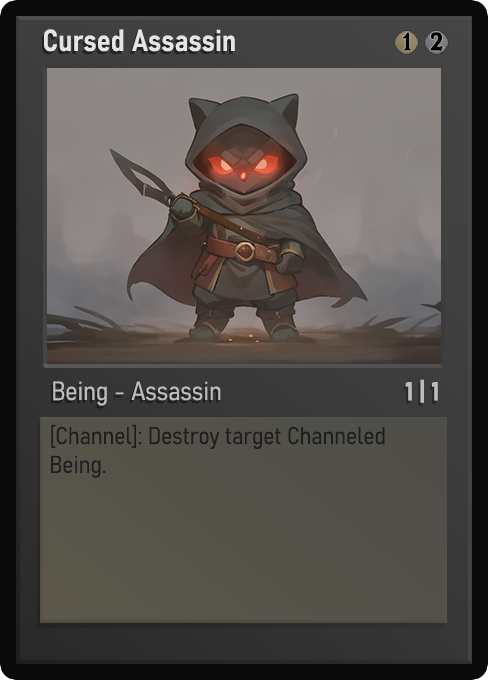 Cursed Assassin 1 2
Being - Assassin 1|1
[Channel]: Destroy target Channeled
Being.